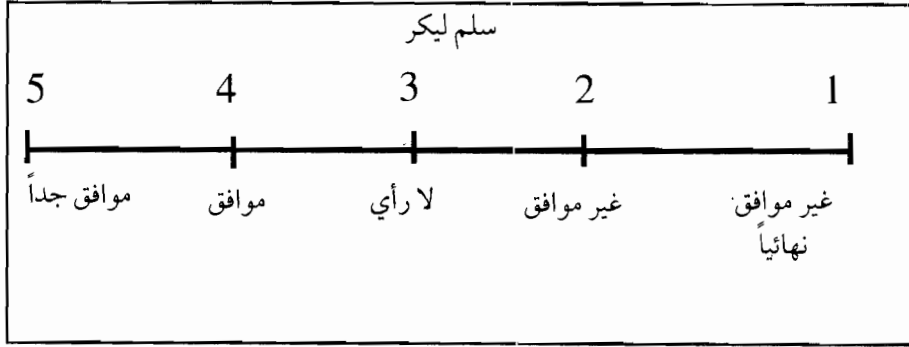 سلم ليكر
1 2 3 4 5
غير موافق نهائياً
غير موافق
لا رأي
موافق
موافق جداً